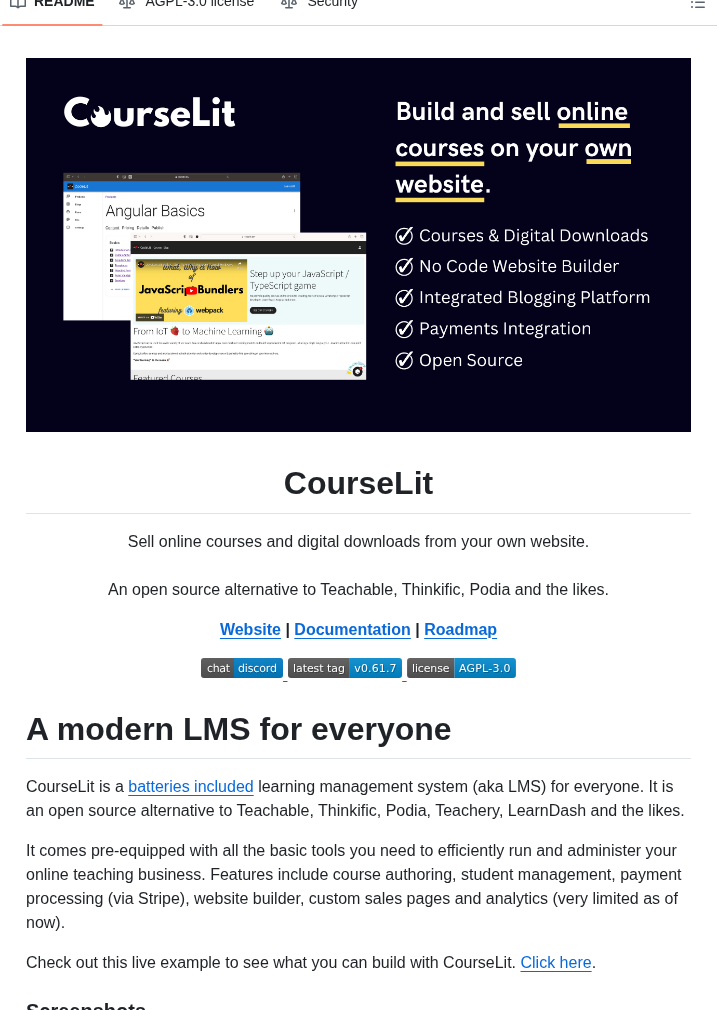 README AGPL-3.0 license Security
CourseLit
Build and sell online
courses on your own
website.
Angular Basics
Courses & Digital Downloads
No Code Website Builder
Integrated Blogging Platform
Payments Integration
Open Source
what, why & how of
JavaScript Bundlers
featuring webpack
Step up your JavaScript /
TypeScript game
From IoT to Machine Learning
Featured Courses
CourseLit
Sell online courses and digital downloads from your own website.
An open source alternative to Teachable, Thinkific, Podia and the likes.
Website | Documentation | Roadmap
chat discord latest tag v0.61.7 license AGPL-3.0
A modern LMS for everyone
CourseLit is a batteries included learning management system (aka LMS) for everyone. It is
an open source alternative to Teachable, Thinkific, Podia, Teachery, LearnDash and the likes.
It comes pre-equipped with all the basic tools you need to efficiently run and administer your
online teaching business. Features include course authoring, student management, payment
processing (via Stripe), website builder, custom sales pages and analytics (very limited as of
now).
Check out this live example to see what you can build with CourseLit. Click here.
Screenshots